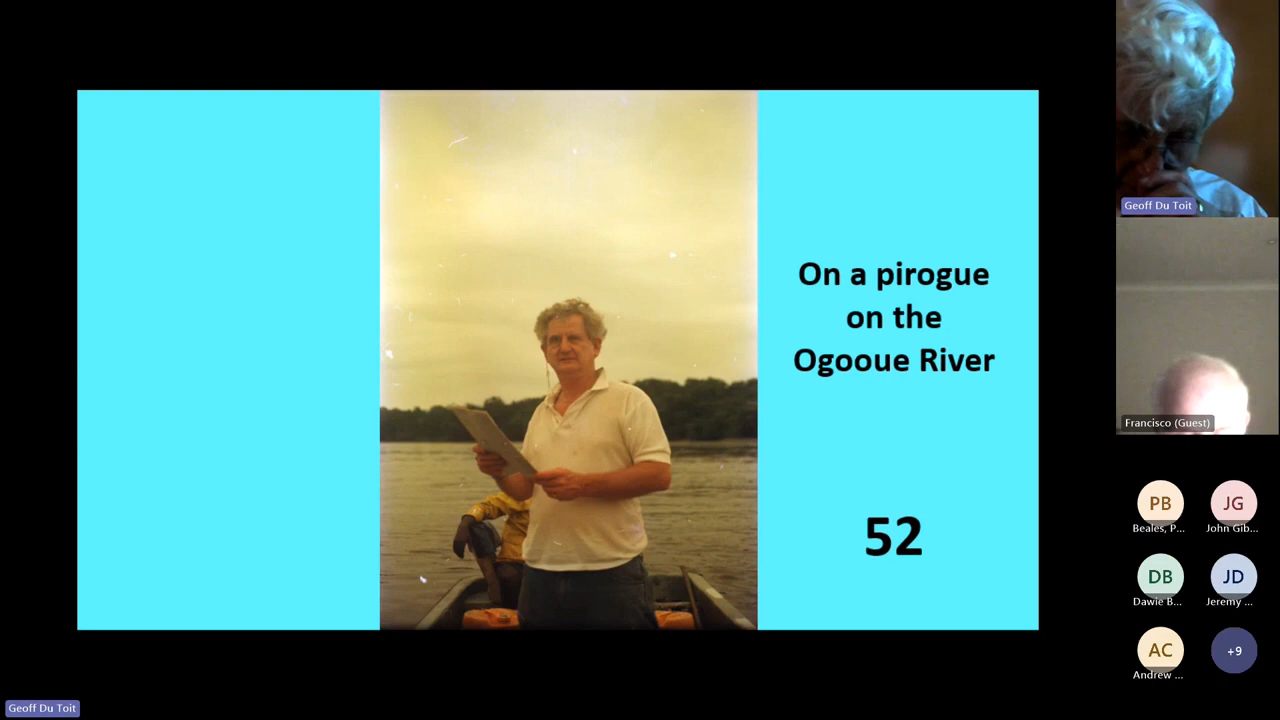 On a pirogue
on the
Ogooue River
52
Geoff Du Toit
Francisco (Guest)
PB
Beales, P...
JG
John Gib...
DB
Dawie B...
JD
Jeremy ...
AC
Andrew ...
+9
Geoff Du Toit